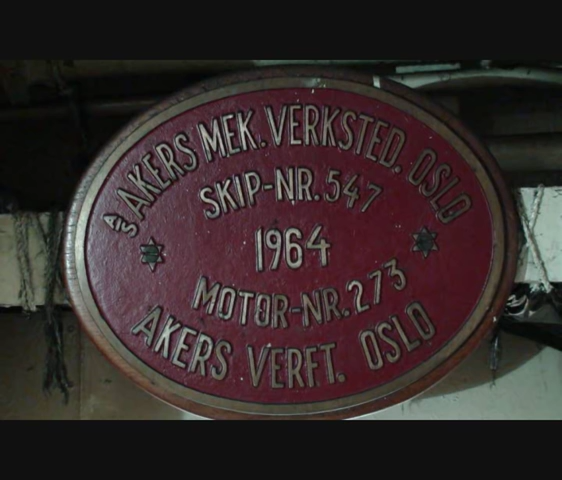 A/S AKERS MEK. VERKSTED. OSLO
SKIP-NR. 547
1964
MOTOR-NR. 273
AKERS VERFT. OSLO